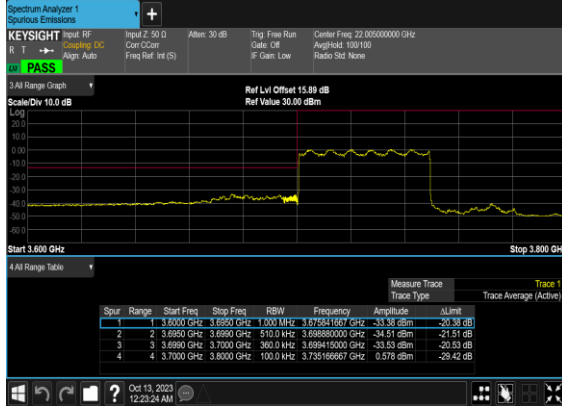 Spectrum Analyzer 1
Spurious Emissions
+
KEYSIGHT Input: RF Input Z: 50 Ω Atten: 30 dB Trig: Free Run Center Freq: 22.005000000 GHz
R T Coupling: DC Corr CCorr Gate: Off Avg|Hold: 100/100
Align: Auto Freq Ref: Int (S) IF Gain: Low Radio Std: None
PASS
3 All Range Graph
Ref Lvl Offset 15.89 dB
Scale/Div 10.0 dB Ref Value 30.00 dBm
Log
20.0
10.0
0.00
-10.0
-20.0
-30.0
-40.0
-50.0
-60.0
Start 3.600 GHz Stop 3.800 GH
4 All Range Table
Measure Trace Trace 1
Trace Type Trace Average (Active)
Spur Range Start Freq Stop Freq RBW Frequency Amplitude ΔLimit
1 1 3.6000 GHz 3.6950 GHz 1.000 MHz 3.675841667 GHz -33.38 dBm -20.38 dB
2 2 3.6950 GHz 3.6990 GHz 510.0 kHz 3.698880000 GHz -34.51 dBm -21.51 dB
3 3 3.6990 GHz 3.7000 GHz 360.0 kHz 3.699415000 GHz -33.53 dBm -20.53 dB
4 4 3.7000 GHz 3.8000 GHz 100.0 kHz 3.735166667 GHz 0.578 dBm -29.42 dB
? Oct 13, 2023
12:23:24 AM